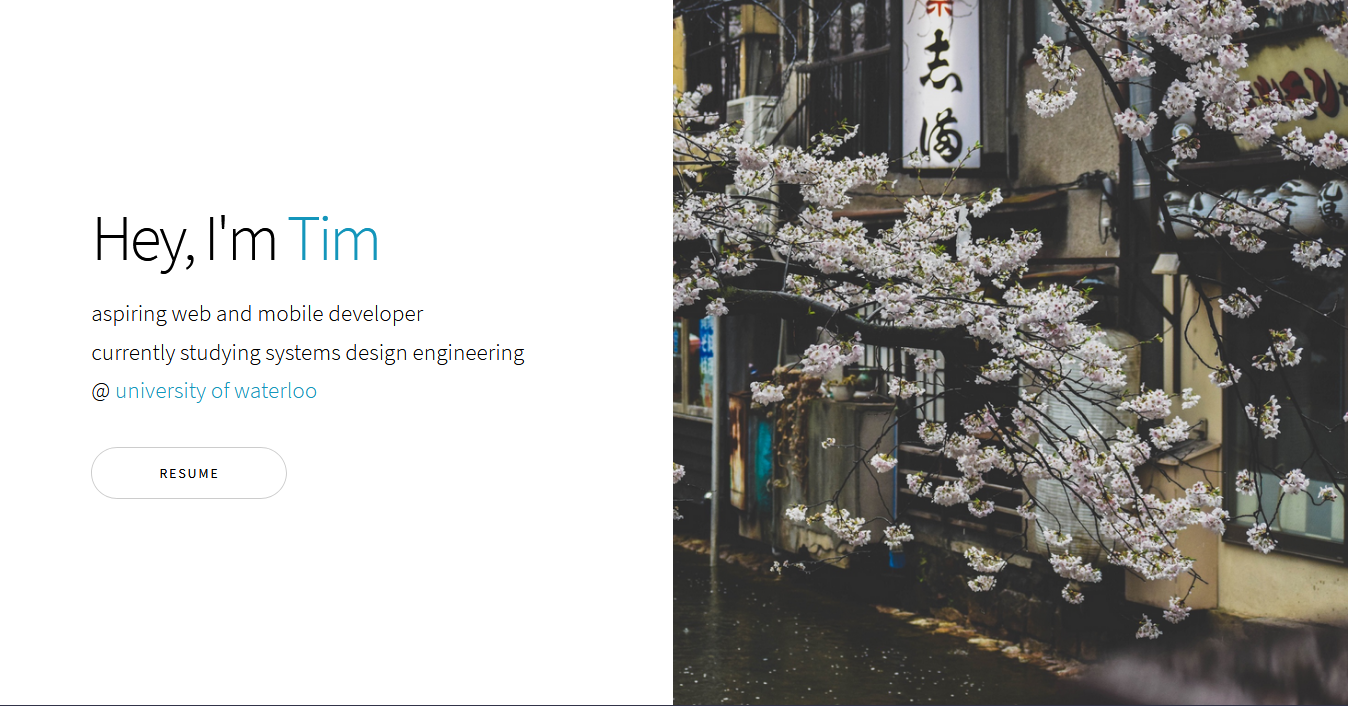 Hey, I'm Tim
aspiring web and mobile developer
currently studying systems design engineering
@ university of waterloo
RESUME
志
満